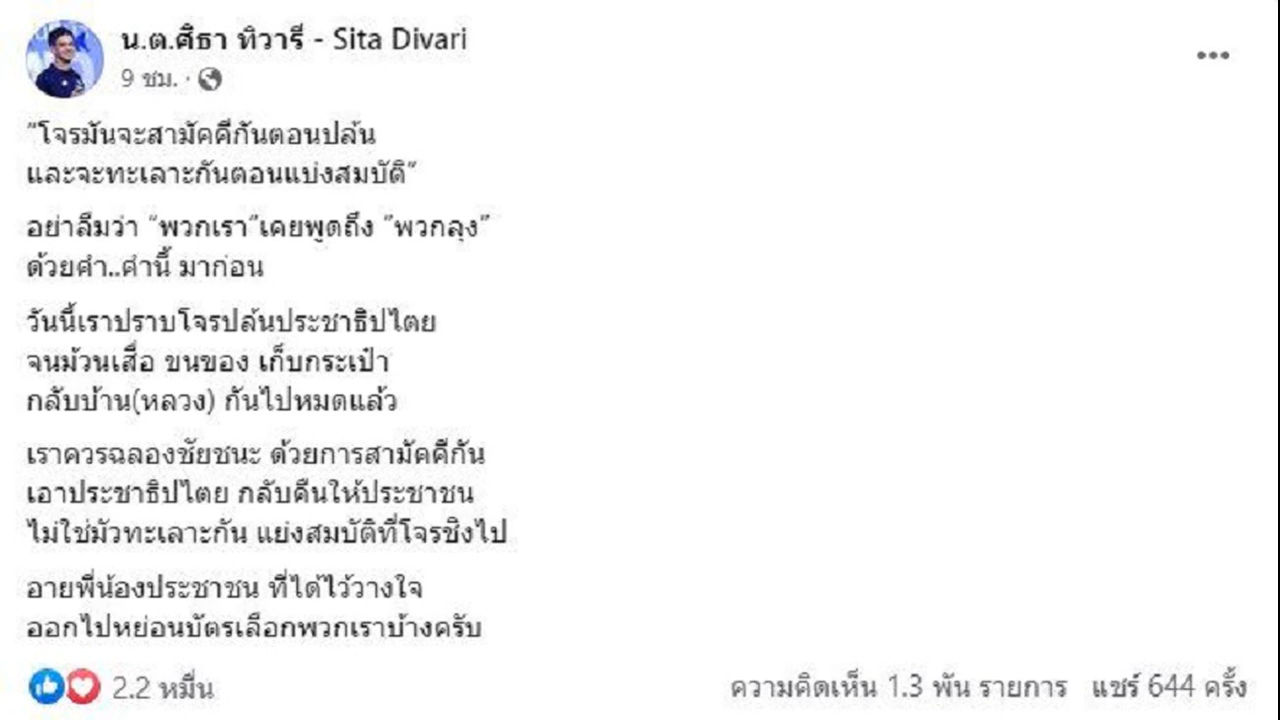 น.ต.ศิธา ทิวารี - Sita Divari
9 ชม. ·
“โจรมันจะสามัคคีกันตอนปล้น
และจะทะเลาะกันตอนแบ่งสมบัติ”
อย่าลืมว่า “พวกเรา”เคยพูดถึง “พวกลุง”
ด้วยคำ..คำนี้ มาก่อน
วันนี้เราปราบโจรปล้นประชาธิปไตย
จนม้วนเสื่อ ขนของ เก็บกระเป๋า
กลับบ้าน(หลวง) กันไปหมดแล้ว
เราควรฉลองชัยชนะ ด้วยการสามัคคีกัน
เอาประชาธิปไตย กลับคืนให้ประชาชน
ไม่ใช่มัวทะเลาะกัน แย่งสมบัติที่โจรชิงไป
อายพี่น้องประชาชน ที่ได้ไว้วางใจ
ออกไปหย่อนบัตรเลือกพวกเราบ้างครับ
2.2 หมื่น ความคิดเห็น 1.3 พัน รายการ แชร์ 644 ครั้ง